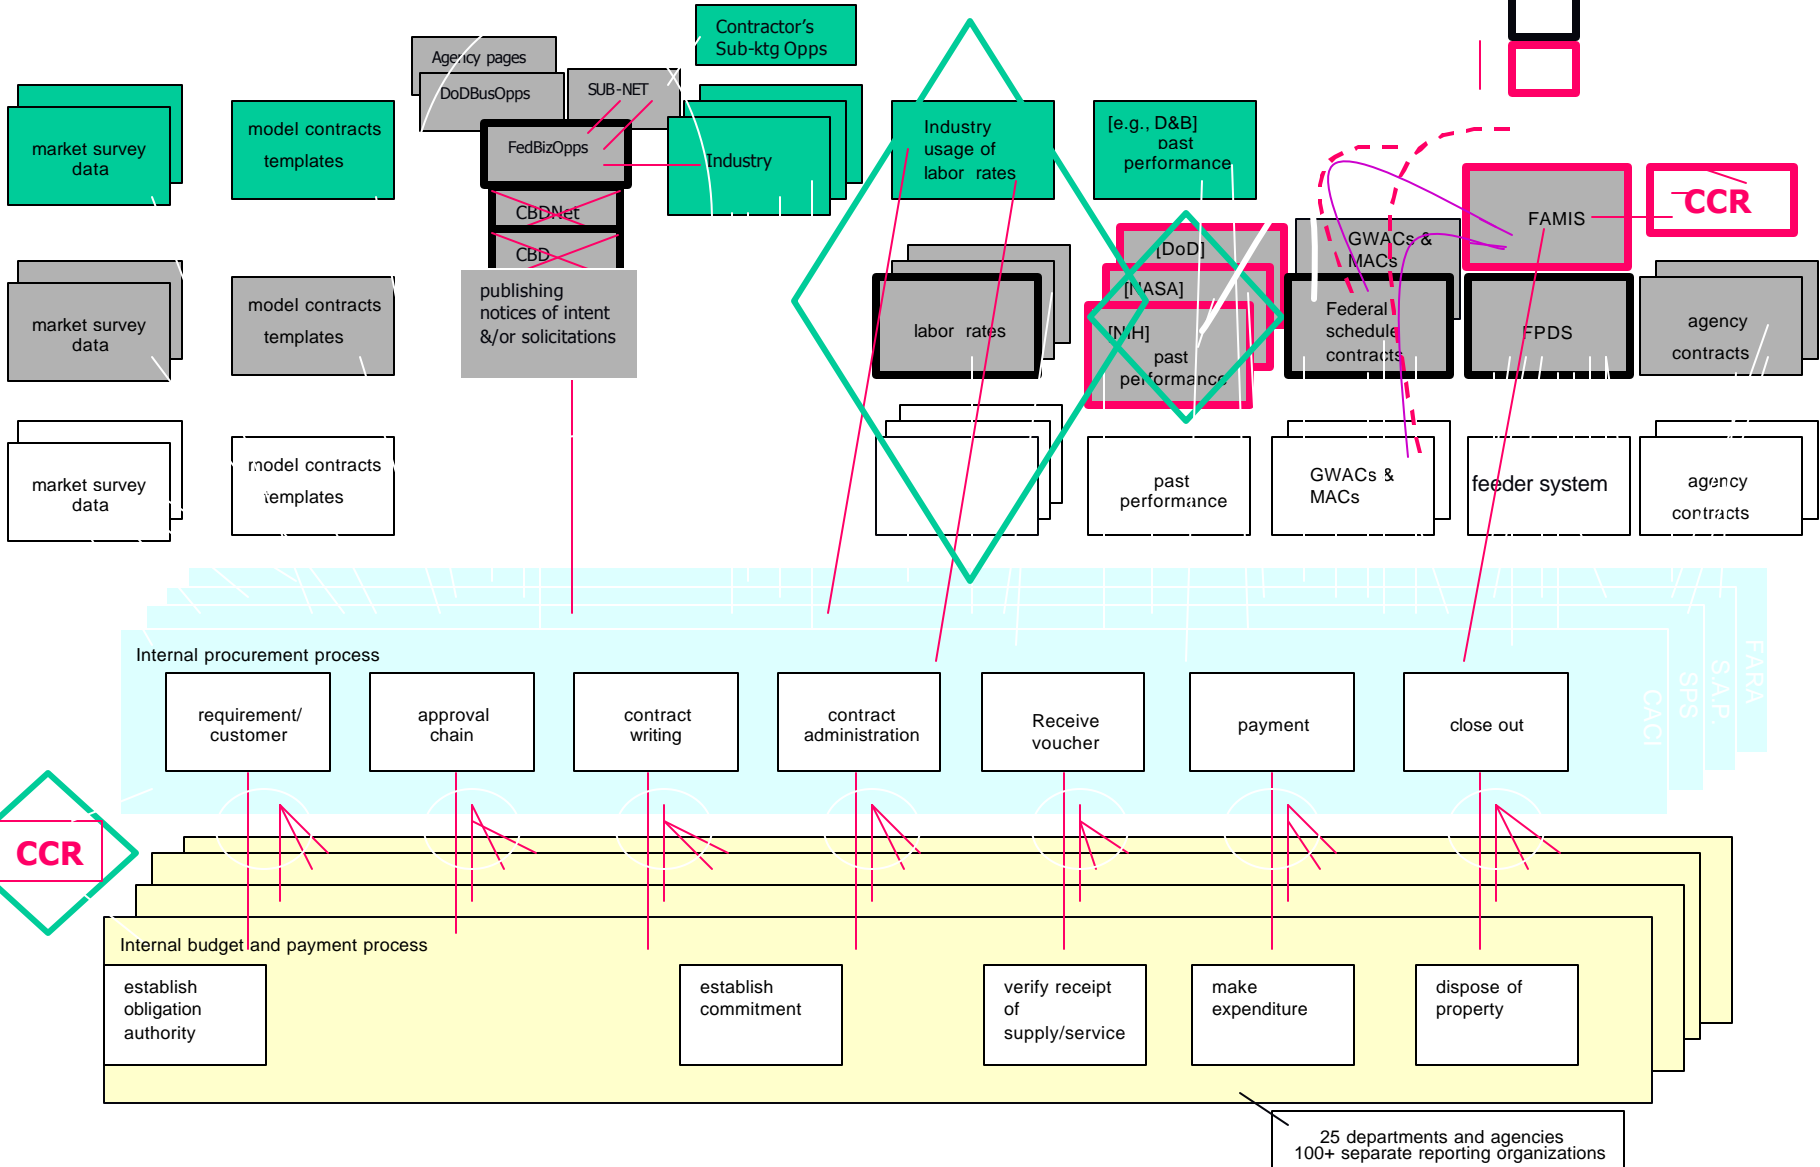 Contractor's
Sub-ktg Opps
Agency pages
DoDBusOpps
SUB-NET
market survey
data
model contracts
templates
FedBizOpps
Industry
Industry
usage of
labor rates
[e.g., D&B]
past
performance
CBDNet
CBD
publishing
notices of intent
&/or solicitations
FAMIS
CCR
[DoD]
[NASA]
[NIH]
past
performance
GWACs &
MACs
Federal
schedule
contracts
FPDS
agency
contracts
market survey
data
model contracts
templates
labor rates
market survey
data
model contracts
templates
past
performance
GWACs &
MACs
feeder system
agency
contracts
Internal procurement process
requirement/
customer
approval
chain
contract
writing
contract
administration
Receive
voucher
payment
close out
CACI
SPS
S.A.P
FARA
CCR
Internal budget and payment process
establish
obligation
authority
establish
commitment
verify receipt
of
supply/service
make
expenditure
dispose of
property
25 departments and agencies
100+ separate reporting organizations